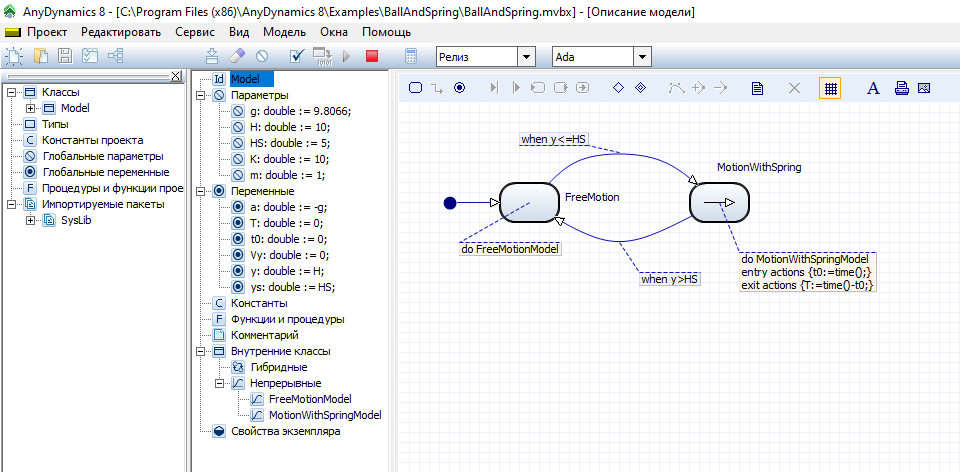 AnyDynamics 8 - [C:\Program Files (x86)\AnyDynamics 8\Examples\BallAndSpring\BallAndSpring.mvbx] - [Описание модели]
Проект Редактировать Сервис Вид Модель Окна Помощь
Релиз Ada
Классы
Model
Типы
Константы проекта
Глобальные параметры
Глобальные переменные
Процедуры и функции прое
Импортируемые пакеты
SysLib
Model
Параметры
g: double := 9.8066;
H: double := 10;
HS: double := 5;
K: double := 10;
m: double := 1;
Переменные
a: double := -g;
T: double := 0;
t0: double := 0;
Vy: double := 0;
y: double := H;
ys: double := HS;
Константы
Функции и процедуры
Комментарий
Внутренние классы
Гибридные
Непрерывные
FreeMotionModel
MotionWithSpringModel
Свойства экземпляра
when y<=HS
MotionWithSpring
FreeMotion
do FreeMotionModel
when y>HS
do MotionWithSpringModel
entry actions {t0:=time();}
exit actions {T:=time()-t0;}